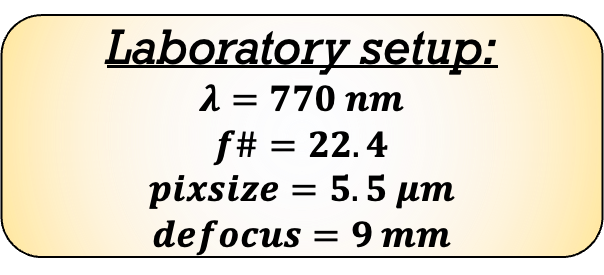 Laboratory setup:
λ = 770 nm
f# = 22.4
pixsize = 5.5 μm
defocus = 9 mm